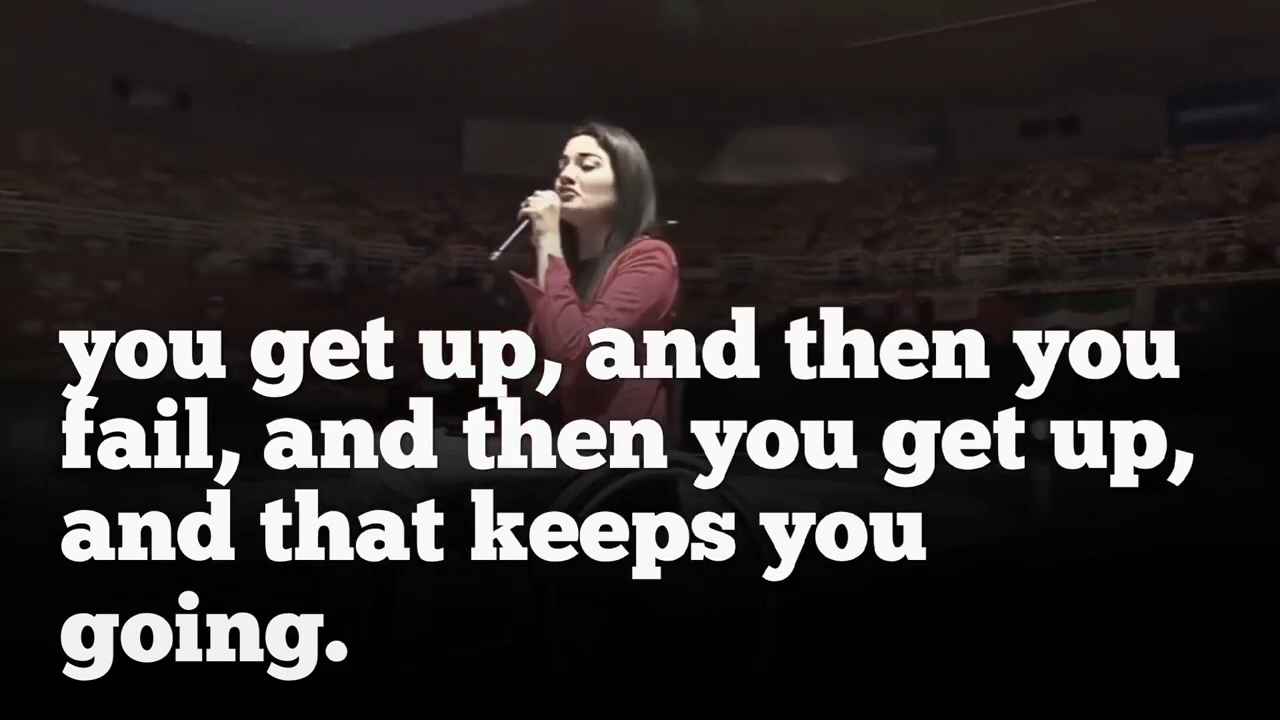 you get up, and then you
fail, and then you get up,
and that keeps you
going.